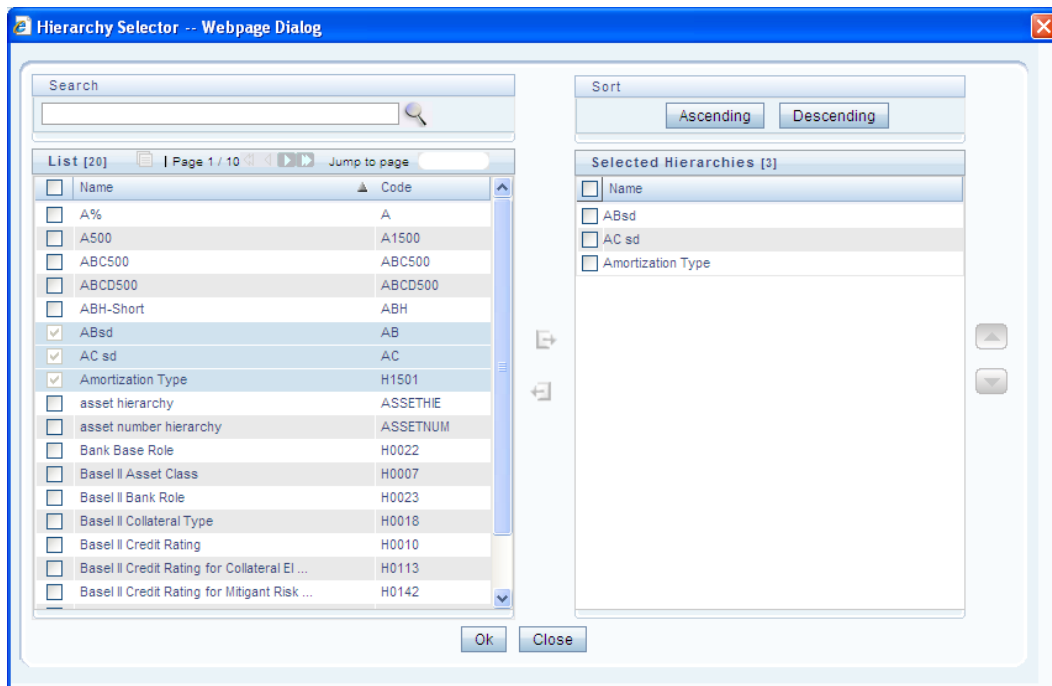 Hierarchy Selector -- Webpage Dialog
Search
List [20] | Page 1 / 10 Jump to page
Name Code
A% A
A500 A1500
ABC500 ABC500
ABCD500 ABCD500
ABH-Short ABH
ABsd AB
AC sd AC
Amortization Type H1501
asset hierarchy ASSETHIE
asset number hierarchy ASSETNUM
Bank Base Role H0022
Basel II Asset Class H0007
Basel II Bank Role H0023
Basel II Collateral Type H0018
Basel II Credit Rating H0010
Basel II Credit Rating for Collateral El ... H0113
Basel II Credit Rating for Mitigant Risk ... H0142
Sort
Ascending Descending
Selected Hierarchies [3]
Name
ABsd
AC sd
Amortization Type
Ok Close